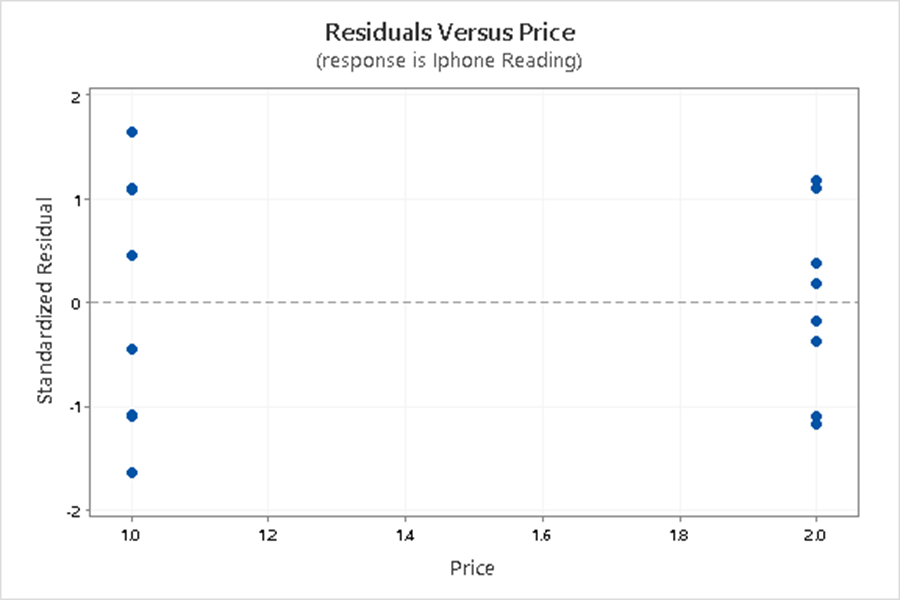 Residuals Versus Price
(response is Iphone Reading)
Standardized Residual
2
1
0
-1
-2
1.0 1.2 1.4 1.6 1.8 2.0
Price